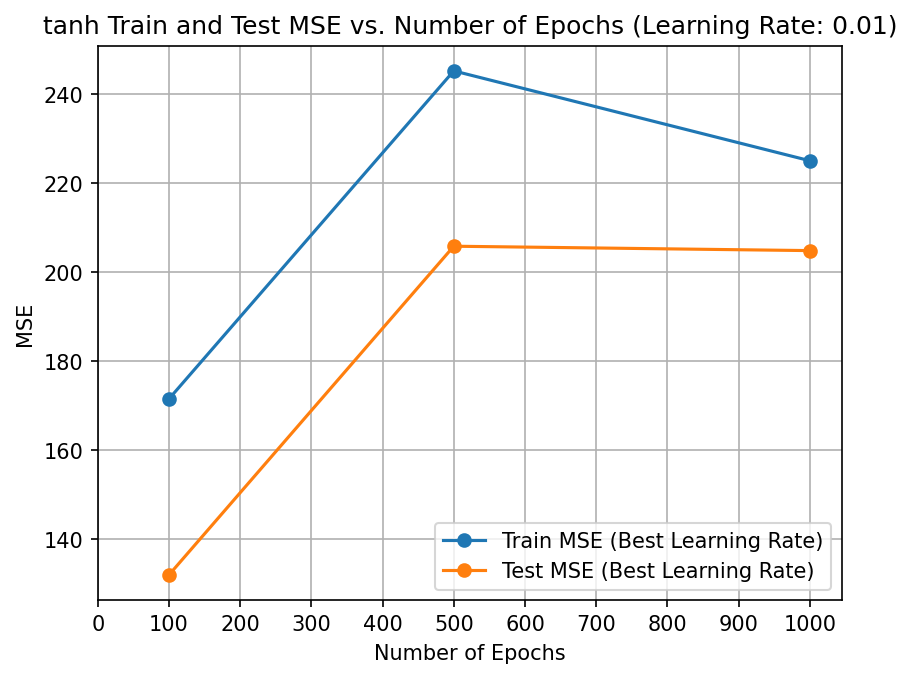 tanh Train and Test MSE vs. Number of Epochs (Learning Rate: 0.01)
MSE
240
220
200
180
160
140
0 100 200 300 400 500 600 700 800 900 1000
Number of Epochs
Train MSE (Best Learning Rate)
Test MSE (Best Learning Rate)